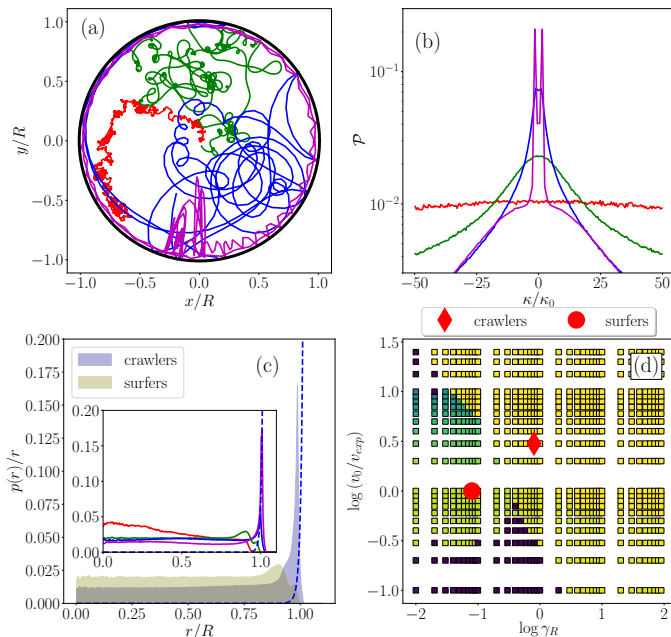 (a)
1.0
0.5
0.0
−0.5
−1.0
y/R
−1.0 −0.5 0.0 0.5 1.0
x/R
(b)
10⁻¹
10⁻²
𝒫
−50 −25 0 25 50
κ/κ₀
(c)
0.200
0.175
0.150
0.125
0.100
0.075
0.050
0.025
0.000
p(r)/r
crawlers
surfers
0.20
0.15
0.10
0.05
0.00
0.0 0.5 1.0
0.00 0.25 0.50 0.75 1.00
r/R
crawlers surfers
(d)
1.5
1.0
0.5
0.0
−0.5
−1.0
log (v₀/v_exp)
−2 −1 0 1 2
log γ_R